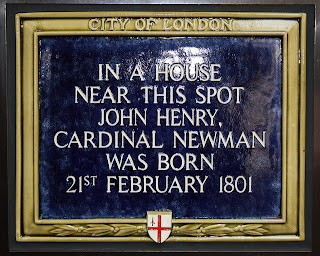 CITY OF LONDON
IN A HOUSE
NEAR THIS SPOT
JOHN HENRY,
CARDINAL NEWMAN
WAS BORN
21ST FEBRUARY 1801